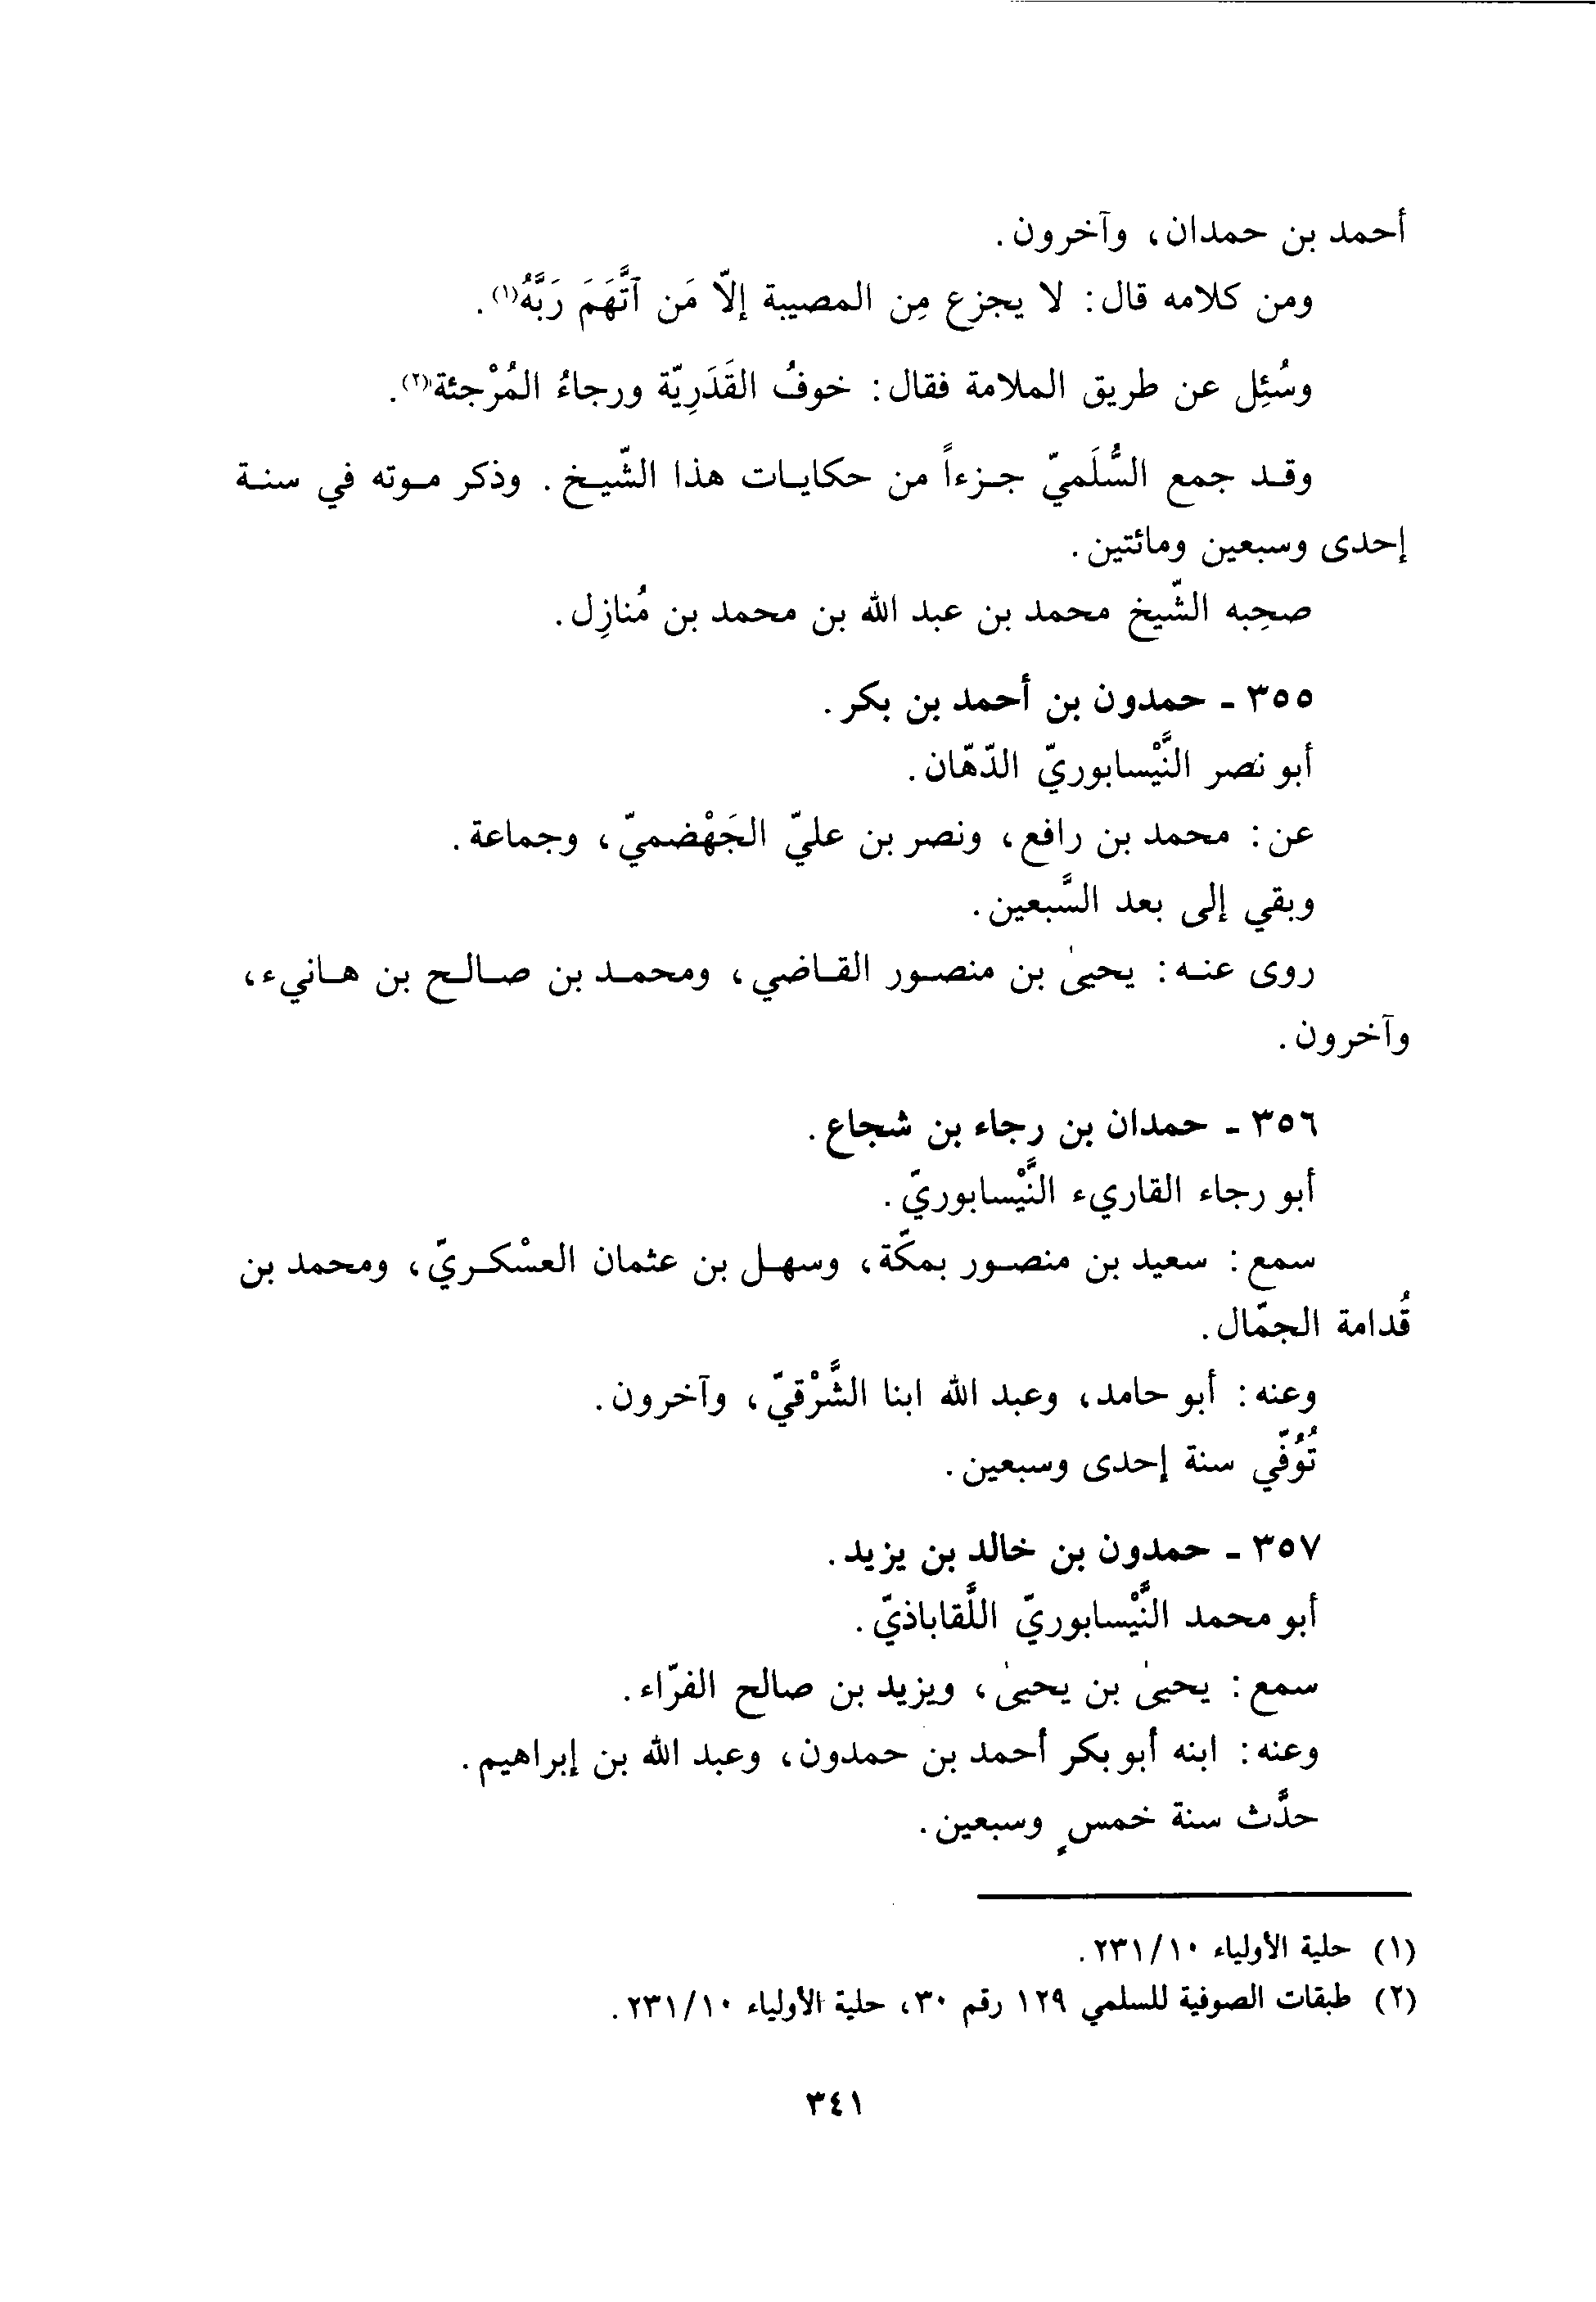 أحمد بن حمدان، وآخرون.
ومن كلامه قال: لا يجزع مِن المصيبة إلّا مَن آتَّهَمَ رَبَّهُ(١).
وسُئِل عن طريق الملامة فقال: خوفُ القَدَرِيّة ورجاءُ المُرْجئة(٢).
وقد جمع السُّلَميّ جزءاً من حكايات هذا الشّيخ. وذكر موته في سنة
إحدى وسبعين ومائتين.
صحِبه الشّيخ محمد بن عبد الله بن محمد بن مُنازِل.
٣٥٥ - حمدون بن أحمد بن بكر.
أبو نصر النَّيْسابوريّ الدّهّان.
عن: محمد بن رافع، ونصر بن عليّ الجَهْضميّ، وجماعة.
وبقي إلى بعد السَّبعين.
روى عنه: يحيىٰ بن منصور القاضي، ومحمد بن صالح بن هانيء،
وآخرون.
٣٥٦ - حمدان بن رجاء بن شجاع.
أبو رجاء القاريء النَّيْسابوريّ.
سمع: سعيد بن منصور بمكّة، وسهل بن عثمان العسْكريّ، ومحمد بن
قُدامة الجمّال.
وعنه: أبو حامد، وعبد الله ابنا الشَّرْقيّ، وآخرون.
تُوُفّي سنة إحدى وسبعين.
٣٥٧ - حمدون بن خالد بن يزيد.
أبو محمد النَّيْسابوريّ اللَّقاباذيّ.
سمع: يحيىٰ بن يحيىٰ، ويزيد بن صالح الفرّاء.
وعنه: ابنه أبو بكر أحمد بن حمدون، وعبد الله بن إبراهيم.
حدَّث سنة خمسٍ وسبعين.
(١) حلية الأولياء ١٠/٢٣١.
(٢) طبقات الصوفية للسلمي ١٢٩ رقم ٣٠، حلية الأولياء ١٠/٢٣١.
٣٤١